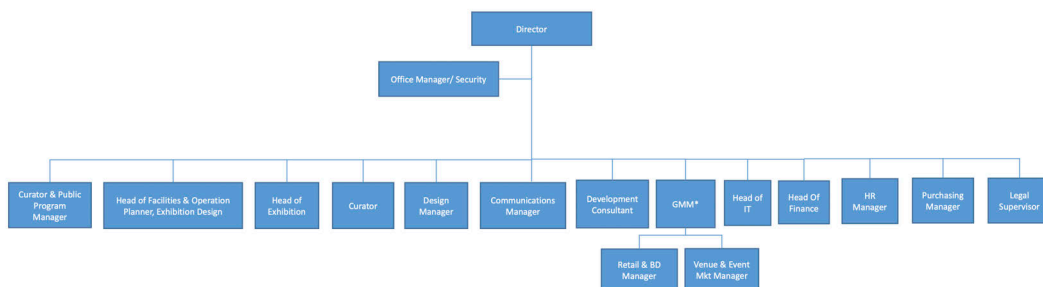 Director
Office Manager/ Security
Curator & Public
Program
Manager
Head of Facilities & Operation
Planner, Exhibition Design
Head of
Exhibition
Curator
Design
Manager
Communications
Manager
Development
Consultant
GMM*
Head of
IT
Head Of
Finance
HR
Manager
Purchasing
Manager
Legal
Supervisor
Retail & BD
Manager
Venue & Event
Mkt Manager